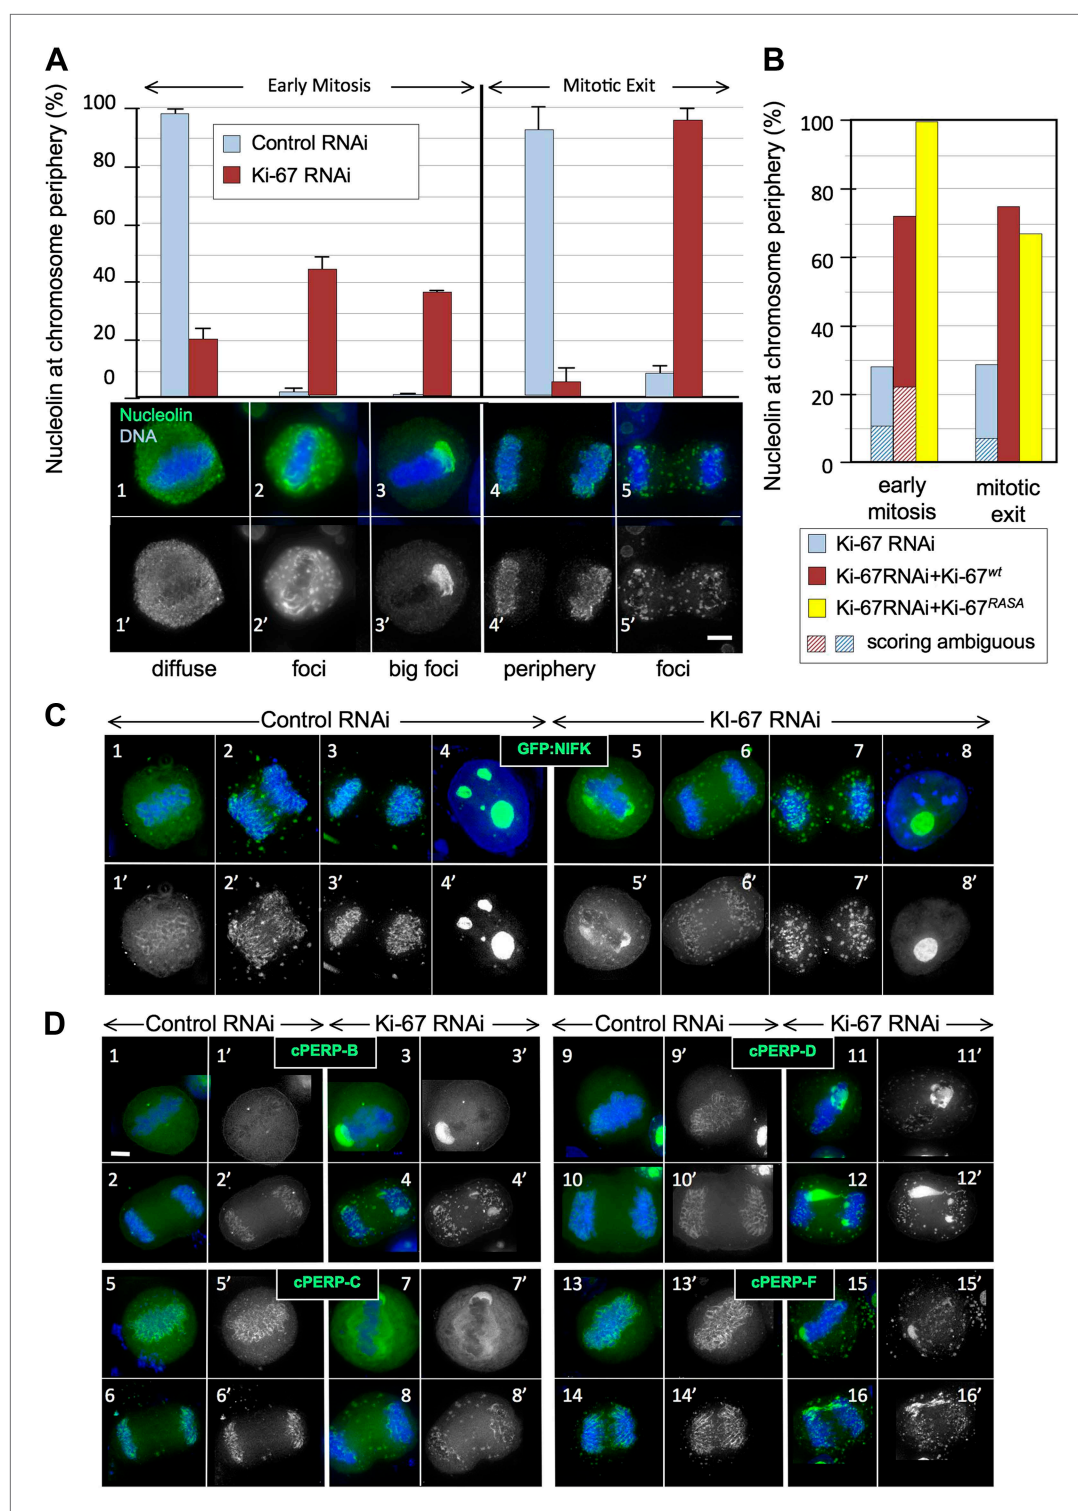 A
B
Early Mitosis
Mitotic Exit
Nucleolin at chromosome periphery (%)
100
80
60
40
20
0
Control RNAi
Ki-67 RNAi
Nucleolin
DNA
1 2 3 4 5
1’ 2’ 3’ 4’ 5’
diffuse foci big foci periphery foci
Nucleolin at chromosome periphery (%)
100
80
60
40
20
0
early mitosis
mitotic exit
Ki-67 RNAi
Ki-67RNAi+Ki-67wt
Ki-67RNAi+Ki-67RASA
scoring ambiguous
C
Control RNAi
KI-67 RNAi
GFP:NIFK
1 2 3 4 5 6 7 8
1’ 2’ 3’ 4’ 5’ 6’ 7’ 8’
D
Control RNAi Ki-67 RNAi Control RNAi Ki-67 RNAi
cPERP-B
cPERP-D
1 1’ 3 3’ 9 9’ 11 11’
2 2’ 4 4’ 10 10’ 12 12’
cPERP-C
cPERP-F
5 5’ 7 7’ 13 13’ 15 15’
6 6’ 8 8’ 14 14’ 16 16’